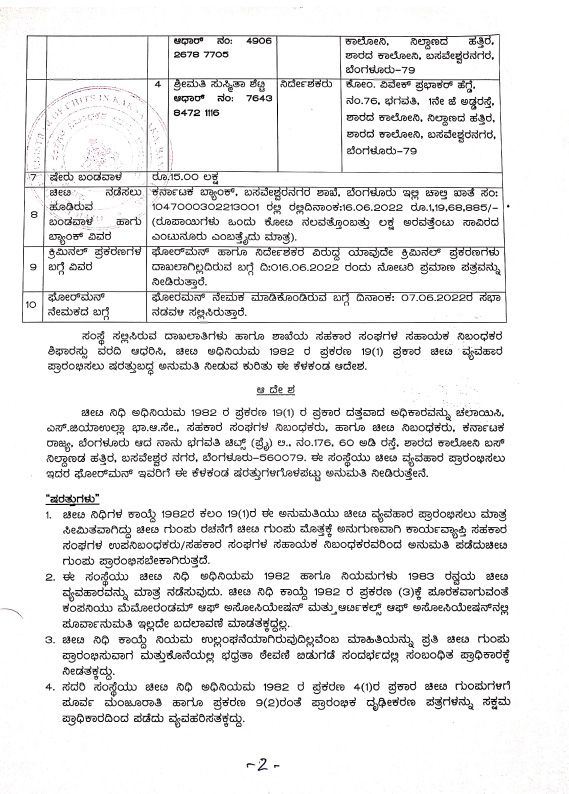 ಆಧಾರ್ ನಂ: 4906 ಕಾಲೋನಿ, ನಿಲ್ದಾಣದ ಹತ್ತಿರ,
2678 7705 ಶಾರದ ಕಾಲೋನಿ, ಬಸವೇಶ್ವರನಗರ,
ಬೆಂಗಳೂರು-79
4 ಶ್ರೀಮತಿ ಸುಸ್ಮಿತಾ ಶೆಟ್ಟಿ ನಿರ್ದೇಶಕರು ಕೋಂ. ವಿವೇಕ್ ಪ್ರಭಾಕರ್ ಹೆಗ್ಡೆ,
ಆಧಾರ್ ನಂ: 7643 ನಂ.76, ಭಗವತಿ, 1ನೇ ಜೆ ಅಡ್ಡರಸ್ತೆ,
8472 1116 ಶಾರದ ಕಾಲೋನಿ, ನಿಲ್ದಾಣದ ಹತ್ತಿರ,
ಶಾರದ ಕಾಲೋನಿ, ಬಸವೇಶ್ವರನಗರ,
ಬೆಂಗಳೂರು-79
7 ಷೇರು ಬಂಡವಾಳ ರೂ.15.00 ಲಕ್ಷ
8 ಚೀಟಿ ನಡೆಸಲು ಹೂಡಿರುವ ಬಂಡವಾಳ ಹಾಗು ಬ್ಯಾಂಕ್ ವಿವರ
ಕರ್ನಾಟಕ ಬ್ಯಾಂಕ್, ಬಸವೇಶ್ವರನಗರ ಶಾಖೆ, ಬೆಂಗಳೂರು ಇಲ್ಲಿ ಚಾಲ್ತಿ ಖಾತೆ ಸಂ:
1047000302213001 ರಲ್ಲಿ ರಲ್ಲಿದಿನಾಂಕ:16.06.2022 ರೂ.1,19,68,885/-
(ರೂಪಾಯಿಗಳು ಒಂದು ಕೋಟಿ ನಲವತ್ತೊಂಬತ್ತು ಲಕ್ಷ ಅರವತ್ತೆಂಟು ಸಾವಿರದ
ಎಂಟುನೂರು ಎಂಬತ್ತೈದು ಮಾತ್ರ).
9 ಕ್ರಿಮಿನಲ್ ಪ್ರಕರಣಗಳ ಬಗ್ಗೆ ವಿವರ
ಫೋರ್‌ಮನ್ ಹಾಗೂ ನಿರ್ದೇಶಕರ ವಿರುದ್ಧ ಯಾವುದೇ ಕ್ರಿಮಿನಲ್ ಪ್ರಕರಣಗಳು
ದಾಖಲಾಗಿಲ್ಲದಿರುವ ಬಗ್ಗೆ ದಿ:016.06.2022 ರಂದು ನೋಟರಿ ಪ್ರಮಾಣ ಪತ್ರವನ್ನು
ನೀಡಿರುತ್ತಾರೆ.
10 ಫೋರ್‌ಮನ್ ನೇಮಕದ ಬಗ್ಗೆ
ಫೋರಮನ್ ನೇಮಕ ಮಾಡಿಕೊಂಡಿರುವ ಬಗ್ಗೆ ದಿನಾಂಕ: 07.06.2022ರ ಸಭಾ
ನಡವಳಿ ಸಲ್ಲಿಸಿರುತ್ತಾರೆ.
ಸಂಸ್ಥೆ ಸಲ್ಲಿಸಿರುವ ದಾಖಲಾತಿಗಳು ಹಾಗೂ ಶಾಖೆಯ ಸಹಕಾರ ಸಂಘಗಳ ಸಹಾಯಕ ನಿಬಂಧಕರ
ಶಿಫಾರಸ್ಸು ವರದಿ ಆಧರಿಸಿ, ಚೀಟಿ ಅಧಿನಿಯಮ 1982 ರ ಪ್ರಕರಣ 19(1) ಪ್ರಕಾರ ಚೀಟಿ ವ್ಯವಹಾರ
ಪ್ರಾರಂಭಿಸಲು ಷರತ್ತುಬದ್ಧ ಅನುಮತಿ ನೀಡುವ ಕುರಿತು ಈ ಕೆಳಕಂಡ ಆದೇಶ.
ಆ ದೇ ಶ
ಚೀಟಿ ನಿಧಿ ಅಧಿನಿಯಮ 1982 ರ ಪ್ರಕರಣ 19(1) ರ ಪ್ರಕಾರ ದತ್ತವಾದ ಅಧಿಕಾರವನ್ನು ಚಲಾಯಿಸಿ,
ಎಸ್.ಜಿಯಾಉಲ್ಲಾ ಭಾ.ಆ.ಸೇ., ಸಹಕಾರ ಸಂಘಗಳ ನಿಬಂಧಕರು, ಹಾಗೂ ಚೀಟಿ ನಿಬಂಧಕರು, ಕರ್ನಾಟಕ
ರಾಜ್ಯ, ಬೆಂಗಳೂರು ಆದ ನಾನು ಭಗವತಿ ಚಿಟ್ಸ್ (ಪ್ರೈ) ಲಿ., ನಂ.176, 60 ಅಡಿ ರಸ್ತೆ, ಶಾರದ ಕಾಲೋನಿ ಬಸ್
ನಿಲ್ದಾಣಡ ಹತ್ತಿರ, ಬಸವೇಶ್ವರ ನಗರ, ಬೆಂಗಳೂರು-560079. ಈ ಸಂಸ್ಥೆಯು ಚೀಟಿ ವ್ಯವಹಾರ ಪ್ರಾರಂಭಿಸಲು
ಇದರ ಫೋರ್‌ಮನ್ ಇವರಿಗೆ ಈ ಕೆಳಕಂಡ ಷರತ್ತುಗಳಿಗೊಳಪಟ್ಟು ಅನುಮತಿ ನೀಡಿರುತ್ತೇನೆ.
"ಷರತ್ತುಗಳು"
1. ಚೀಟಿ ನಿಧಿಗಳ ಕಾಯ್ದೆ 1982ರ ಕಲಂ 19(1)ರ ಈ ಅನುಮತಿಯು ಚೀಟಿ ವ್ಯವಹಾರ ಪ್ರಾರಂಭಿಸಲು ಮಾತ್ರ
ಸೀಮಿತವಾಗಿದ್ದು ಚೀಟಿ ಗುಂಪು ರಚನೆಗೆ ಚೀಟಿ ಗುಂಪು ಮೊತ್ತಕ್ಕೆ ಅನುಗುಣವಾಗಿ ಕಾರ್ಯವ್ಯಾಪ್ತಿ ಸಹಕಾರ
ಸಂಘಗಳ ಉಪನಿಬಂಧಕರು/ಸಹಕಾರ ಸಂಘಗಳ ಸಹಾಯಕ ನಿಬಂಧಕರವರಿಂದ ಅನುಮತಿ ಪಡೆದುಚೀಟಿ
ಗುಂಪು ಪ್ರಾರಂಭಿಸಬೇಕಾಗಿರುತ್ತದೆ.
2. ಈ ಸಂಸ್ಥೆಯು ಚೀಟಿ ನಿಧಿ ಅಧಿನಿಯಮ 1982 ಹಾಗೂ ನಿಯಮಗಳು 1983 ರನ್ವಯ ಚೀಟಿ
ವ್ಯವಹಾರವನ್ನು ಮಾತ್ರ ನಡೆಸುವುದು. ಚೀಟಿ ನಿಧಿ ಕಾಯ್ದೆ 1982 ರ ಪ್ರಕರಣ (3)ಕ್ಕೆ ಪೂರಕವಾಗುವಂತೆ
ಕಂಪನಿಯು ಮೆಮೋರಂಡಮ್ ಆಫ್ ಅಸೋಸಿಯೇಷನ್ ಮತ್ತು ಆರ್ಟಿಕಲ್ಸ್ ಆಫ್ ಅಸೋಸಿಯೇಷನ್‌ನಲ್ಲಿ
ಪೂರ್ವಾನುಮತಿ ಇಲ್ಲದೇ ಬದಲಾವಣೆ ಮಾಡತಕ್ಕದ್ದಲ್ಲ.
3. ಚೀಟಿ ನಿಧಿ ಕಾಯ್ದೆ ನಿಯಮ ಉಲ್ಲಂಘನೆಯಾಗಿರುವುದಿಲ್ಲವೆಂಬ ಮಾಹಿತಿಯನ್ನು ಪ್ರತಿ ಚೀಟಿ ಗುಂಪು
ಪ್ರಾರಂಭಿಸುವಾಗ ಮತ್ತುಕೊನೆಯಲ್ಲಿ ಭದ್ರತಾ ಠೇವಣಿ ಬಿಡುಗಡೆ ಸಂದರ್ಭದಲ್ಲಿ ಸಂಬಂಧಿತ ಪ್ರಾಧಿಕಾರಕ್ಕೆ
ನೀಡತಕ್ಕದ್ದು.
4. ಸದರಿ ಸಂಸ್ಥೆಯು ಚೀಟಿ ನಿಧಿ ಅಧಿನಿಯಮ 1982 ರ ಪ್ರಕರಣ 4(1)ರ ಪ್ರಕಾರ ಚೀಟಿ ಗುಂಪುಗಳಿಗೆ
ಪೂರ್ವ ಮಂಜೂರಾತಿ ಹಾಗೂ ಪ್ರಕರಣ 9(2)ರಂತೆ ಪ್ರಾರಂಭಿಕ ದೃಢೀಕರಣ ಪತ್ರಗಳನ್ನು ಸಕ್ಷಮ
ಪ್ರಾಧಿಕಾರದಿಂದ ಪಡೆದು ವ್ಯವಹರಿಸತಕ್ಕದ್ದು.
-2-